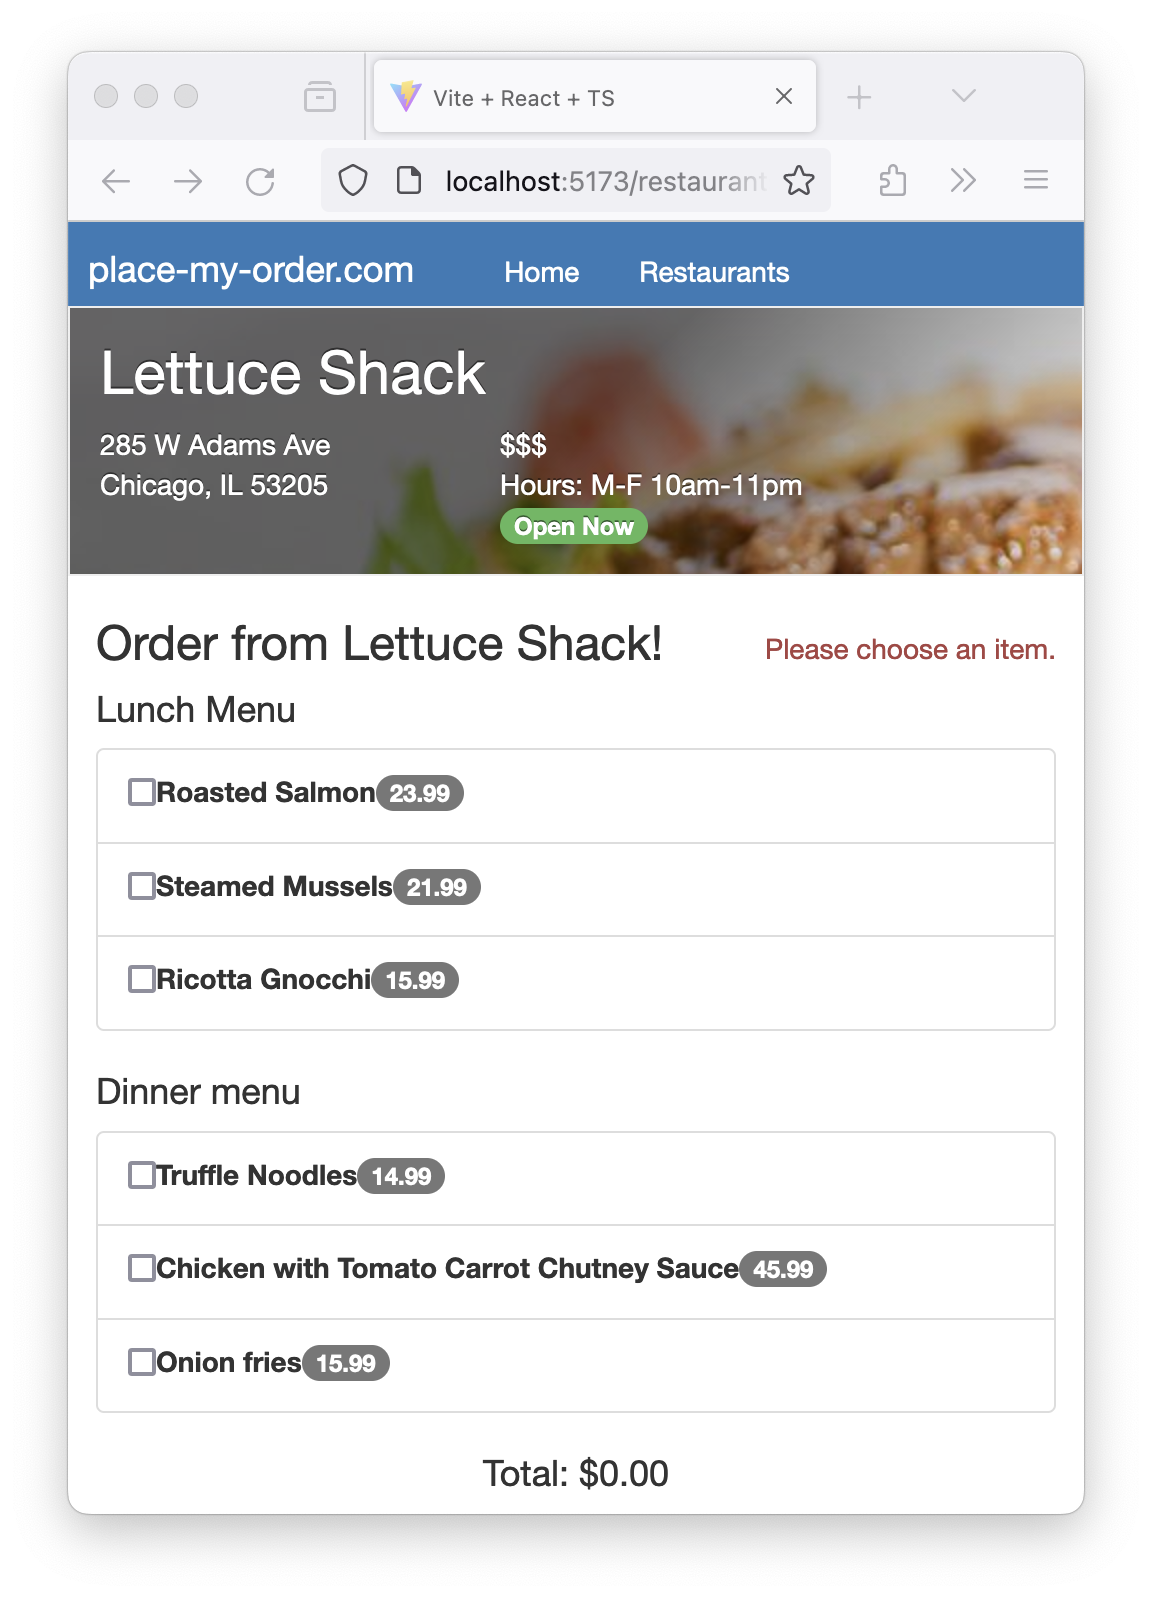 Vite + React + TS
localhost:5173/restaurant
place-my-order.com Home Restaurants
Lettuce Shack
285 W Adams Ave
Chicago, IL 53205
$$$
Hours: M-F 10am-11pm
Open Now
Order from Lettuce Shack!
Please choose an item.
Lunch Menu
Roasted Salmon 23.99
Steamed Mussels 21.99
Ricotta Gnocchi 15.99
Dinner menu
Truffle Noodles 14.99
Chicken with Tomato Carrot Chutney Sauce 45.99
Onion fries 15.99
Total: $0.00